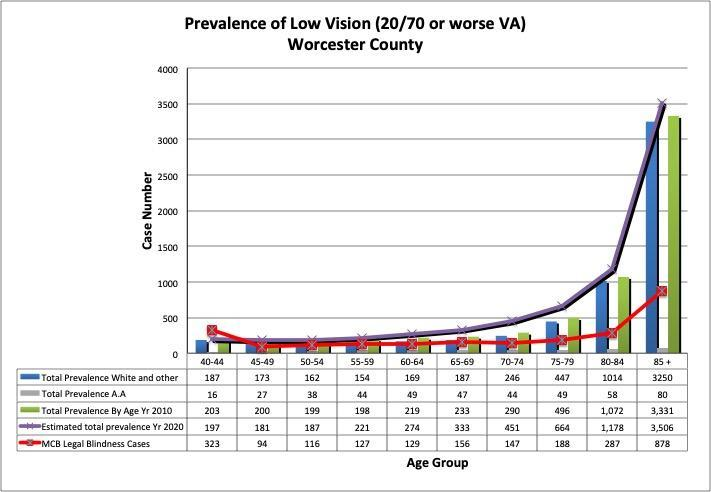 Prevalence of Low Vision (20/70 or worse VA)
Worcester County
Case Number
4000
3500
3000
2500
2000
1500
1000
500
0
40-44 45-49 50-54 55-59 60-64 65-69 70-74 75-79 80-84 85 +
Total Prevalence White and other 187 173 162 154 169 187 246 447 1014 3250
Total Prevalence A.A 16 27 38 44 49 47 44 49 58 80
Total Prevalence By Age Yr 2010 203 200 199 198 219 233 290 496 1,072 3,331
Estimated total prevalence Yr 2020 197 181 187 221 274 333 451 664 1,178 3,506
MCB Legal Blindness Cases 323 94 116 127 129 156 147 188 287 878
Age Group